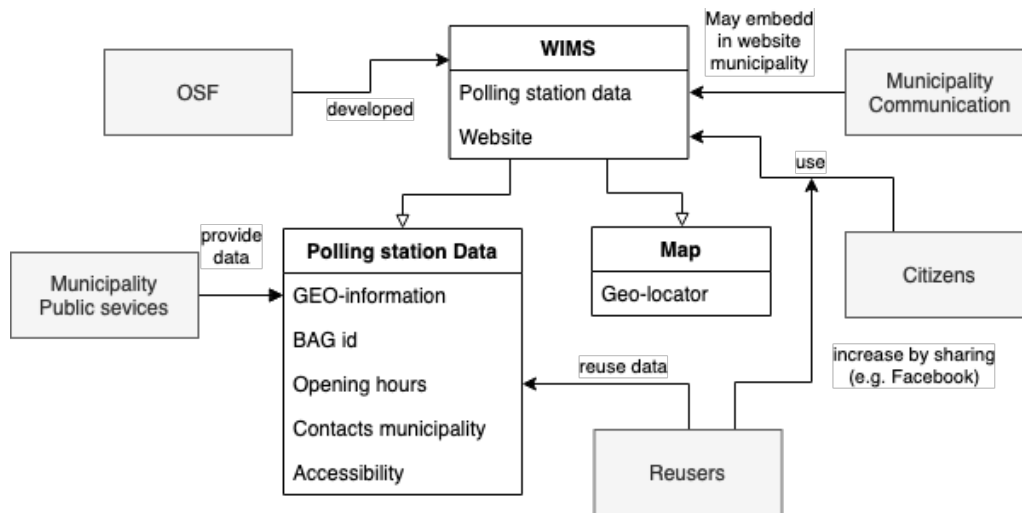 May embedd
in website
municipality
WIMS
OSF
Polling station data
Municipality
Communication
developed
Website
use
provide
data
Polling station Data
Map
Municipality
Public sevices
GEO-information
Geo-locator
Citizens
BAG id
increase by sharing
(e.g. Facebook)
reuse data
Opening hours
Contacts municipality
Accessibility
Reusers